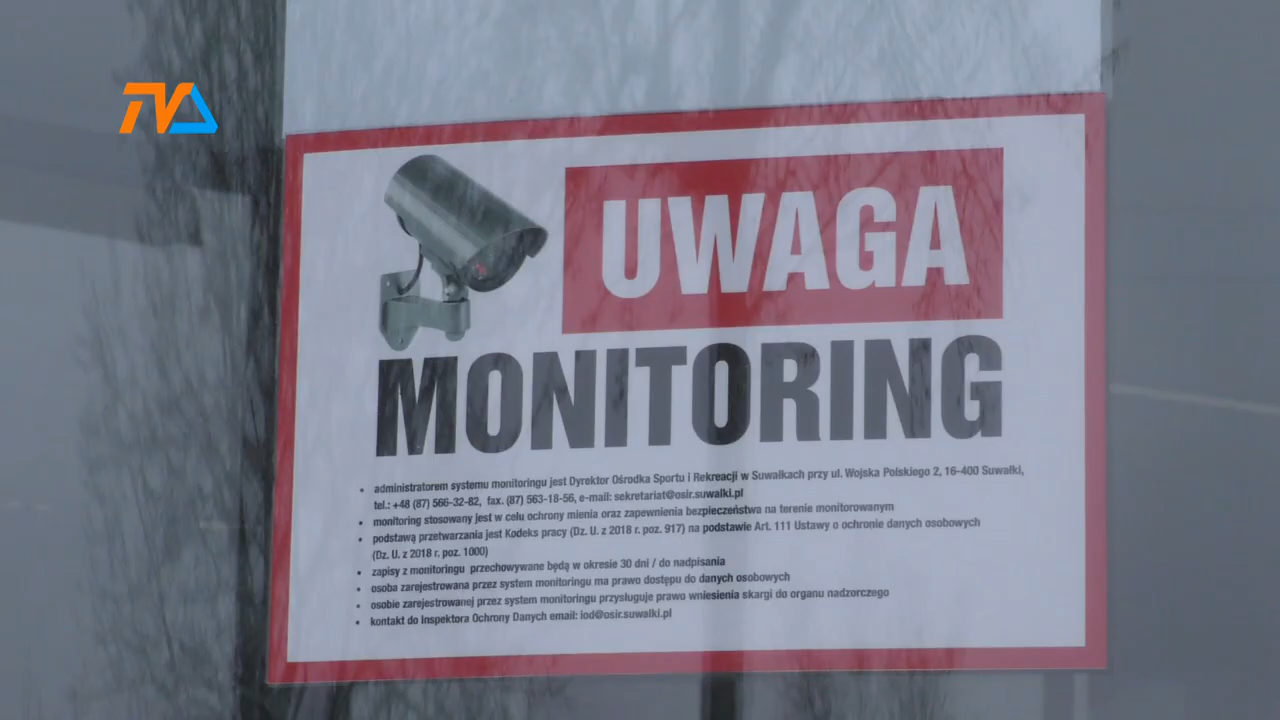 TVA
UWAGA
MONITORING
• administratorem systemu monitoringu jest Dyrektor Ośrodka Sportu i Rekreacji w Suwałkach przy ul. Wojska Polskiego 2, 16-400 Suwałki,
tel.: +48 (87) 566-32-82, fax. (87) 563-18-56, e-mail: sekretariat@osir.suwalki.pl
• monitoring stosowany jest w celu ochrony mienia oraz zapewnienia bezpieczeństwa na terenie monitorowanym
• podstawą przetwarzania jest Kodeks pracy (Dz. U. z 2018 r. poz. 917) na podstawie Art. 111 Ustawy o ochronie danych osobowych
(Dz. U. z 2018 r. poz. 1000)
• zapisy z monitoringu przechowywane będą w okresie 30 dni / do nadpisania
• osoba zarejestrowana przez system monitoringu ma prawo dostępu do danych osobowych
• osobie zarejestrowanej przez system monitoringu przysługuje prawo wniesienia skargi do organu nadzorczego
• kontakt do Inspektora Ochrony Danych email: iod@osir.suwalki.pl